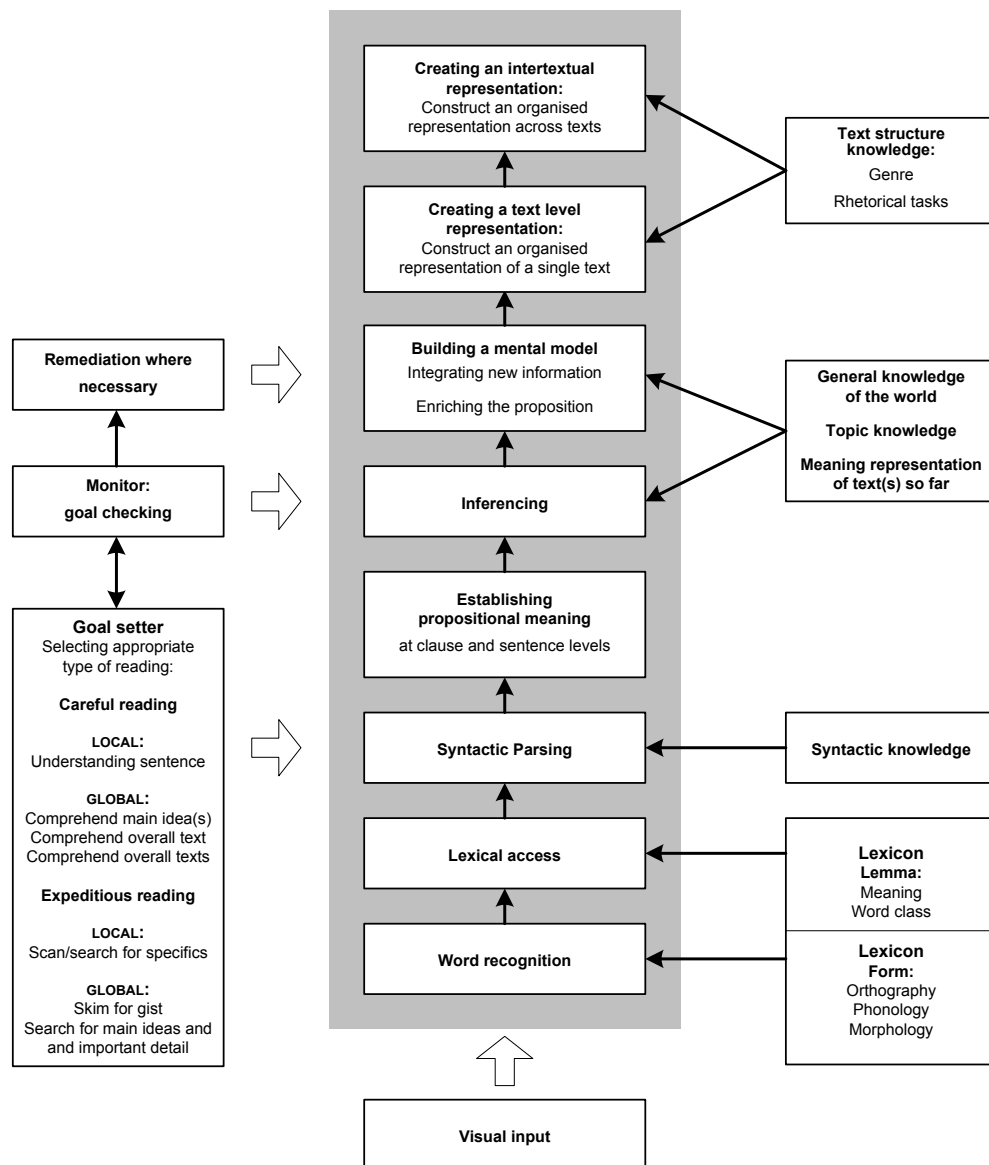 Remediation where
necessary
Monitor:
goal checking
Goal setter
Selecting appropriate
type of reading:
Careful reading
LOCAL:
Understanding sentence
GLOBAL:
Comprehend main idea(s)
Comprehend overall text
Comprehend overall texts
Expeditious reading
LOCAL:
Scan/search for specifics
GLOBAL:
Skim for gist
Search for main ideas and
and important detail
Creating an intertextual
representation:
Construct an organised
representation across texts
Creating a text level
representation:
Construct an organised
representation of a single text
Building a mental model
Integrating new information
Enriching the proposition
Inferencing
Establishing
propositional meaning
at clause and sentence levels
Syntactic Parsing
Lexical access
Word recognition
Visual input
Text structure
knowledge:
Genre
Rhetorical tasks
General knowledge
of the world
Topic knowledge
Meaning representation
of text(s) so far
Syntactic knowledge
Lexicon
Lemma:
Meaning
Word class
Lexicon
Form:
Orthography
Phonology
Morphology